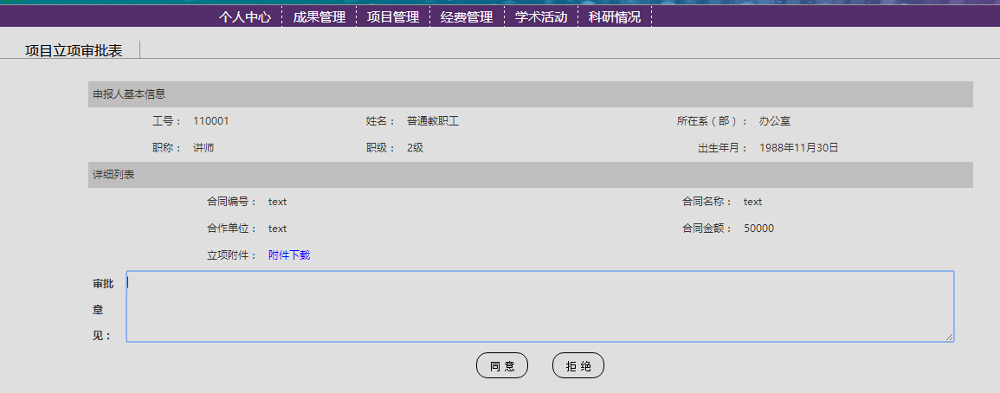 个人中心 成果管理 项目管理 经费管理 学术活动 科研情况
项目立项审批表
申报人基本信息
工号： 110001 姓名： 普通教职工 所在系（部）： 办公室
职称： 讲师 职级： 2级 出生年月： 1988年11月30日
详细列表
合同编号： text 合同名称： text
合作单位： text 合同金额： 50000
立项附件： 附件下载
审批
意
见：
同 意 拒 绝